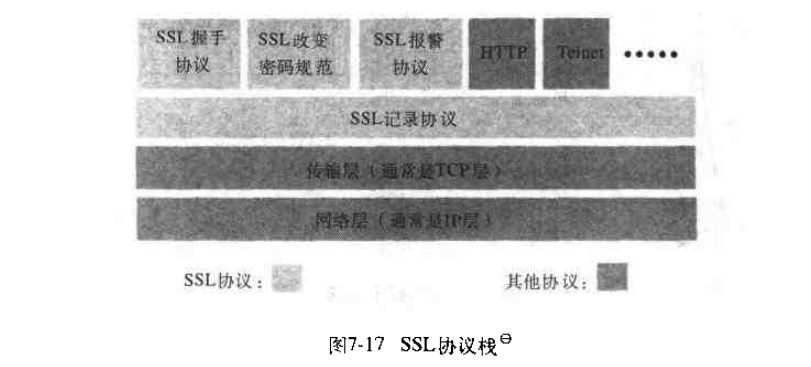 SSL握手
协议
SSL改变
密码规范
SSL报警
协议
HTTP
Telnet
•••••
SSL记录协议
传输层（通常是TCP层）
网络层（通常是IP层）
SSL协议：
其他协议：
图7-17 SSL协议栈㊀